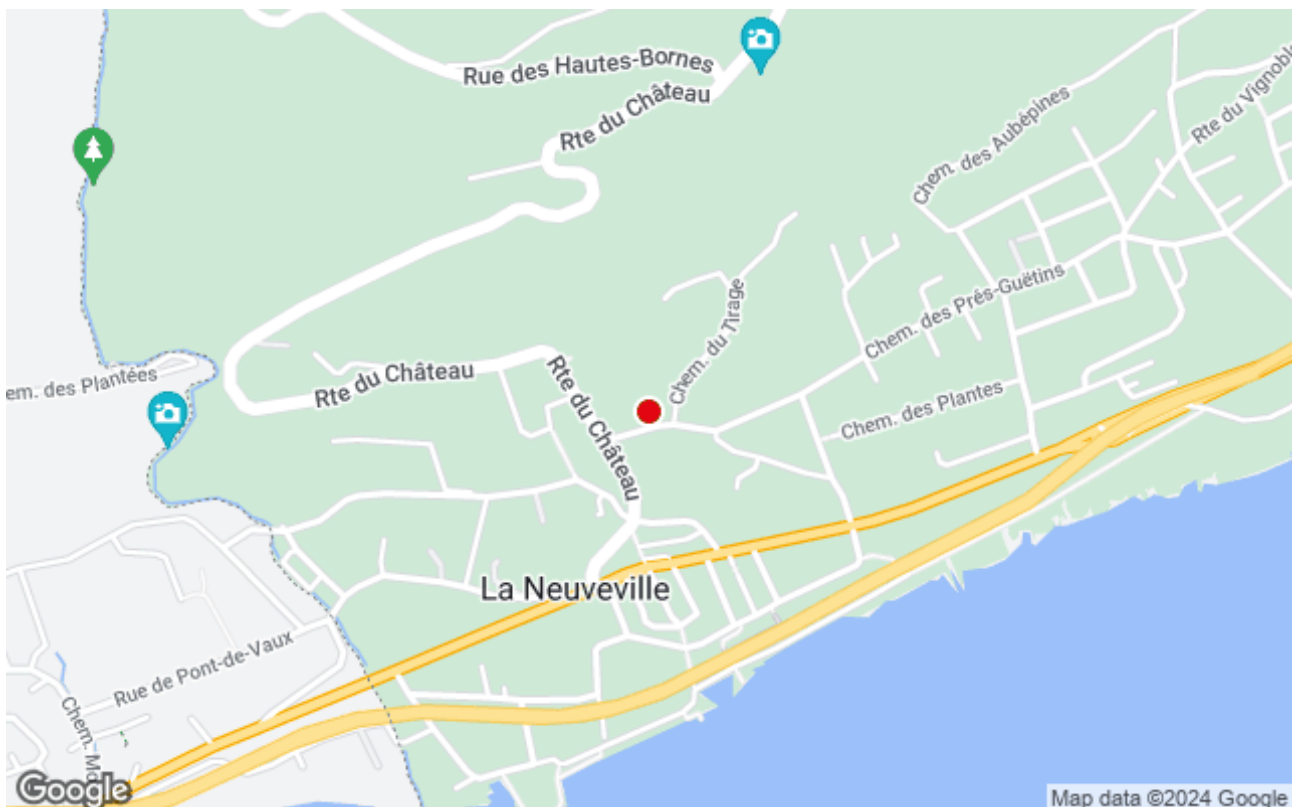 Rue des Hautes-Bornes
Rte du Château
Chem. des Aubépines
Rte du Vignoble
Chem. du Tirage
Chem. des Prés-Guëtins
em. des Plantées
Rte du Château
Rte du Château
Chem. des Plantes
La Neuveville
Rue de Pont-de-Vaux
Chem. Mo
Google
Map data ©2024 Google